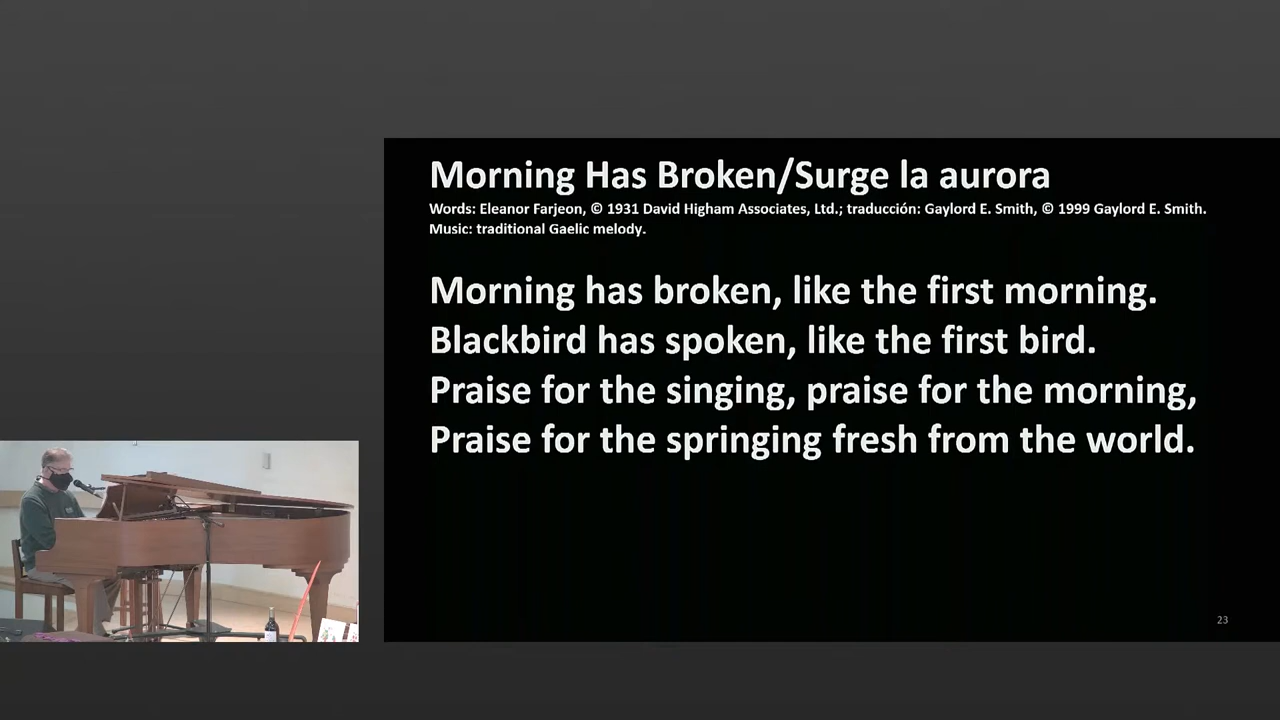 Morning Has Broken/Surge la aurora
Words: Eleanor Farjeon, © 1931 David Higham Associates, Ltd.; traducción: Gaylord E. Smith, © 1999 Gaylord E. Smith.
Music: traditional Gaelic melody.
Morning has broken, like the first morning.
Blackbird has spoken, like the first bird.
Praise for the singing, praise for the morning,
Praise for the springing fresh from the world.
23